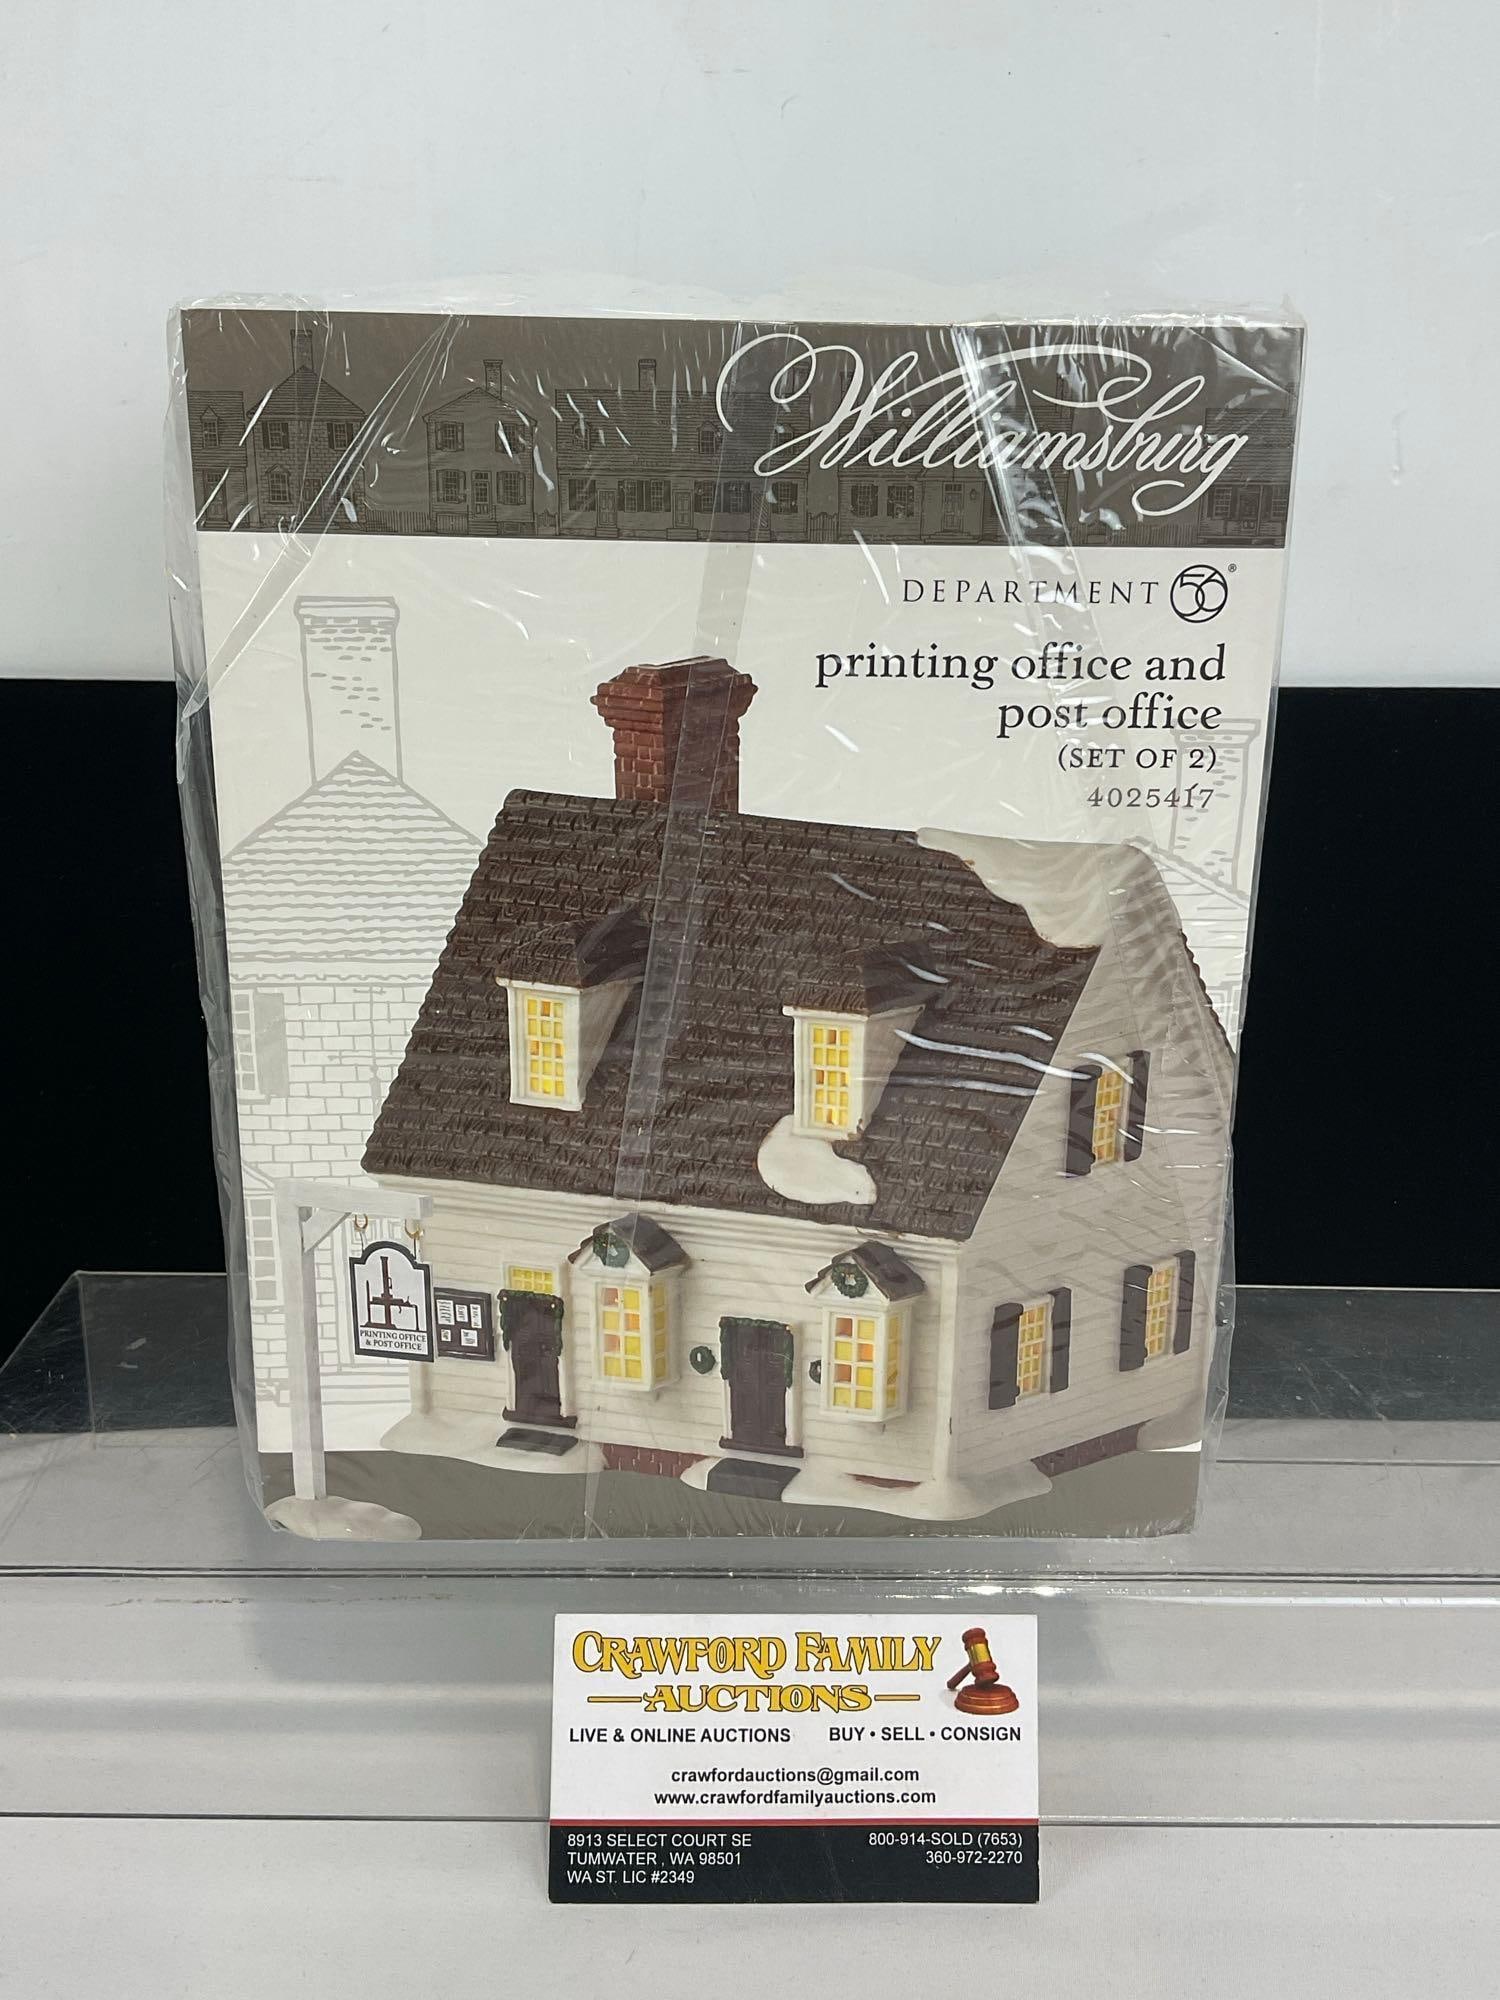 Williamsburg
DEPARTMENT 56®
printing office and
post office
(SET OF 2)
4025417
PRINTING OFFICE
& POST OFFICE
CRAWFORD FAMILY
AUCTIONS
LIVE & ONLINE AUCTIONS BUY • SELL • CONSIGN
crawfordauctions@gmail.com
www.crawfordfamilyauctions.com
8913 SELECT COURT SE 800-914-SOLD (7653)
TUMWATER , WA 98501 360-972-2270
WA ST. LIC #2349